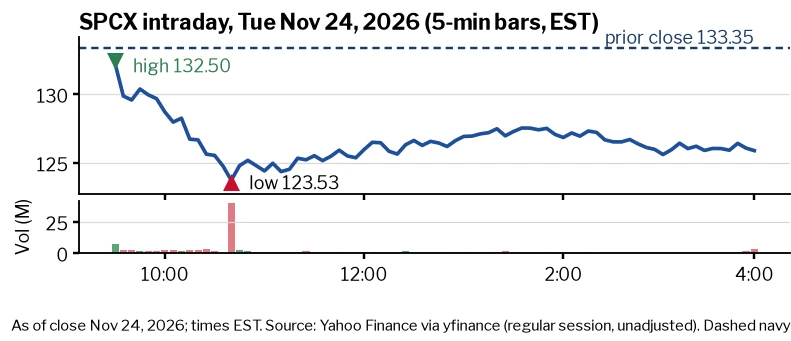 SPCX intraday, Tue Nov 24, 2026 (5-min bars, EST)
prior close 133.35
high 132.50
130
125
low 123.53
Vol (M)
25
0
10:00 12:00 2:00 4:00
As of close Nov 24, 2026; times EST. Source: Yahoo Finance via yfinance (regular session, unadjusted). Dashed navy